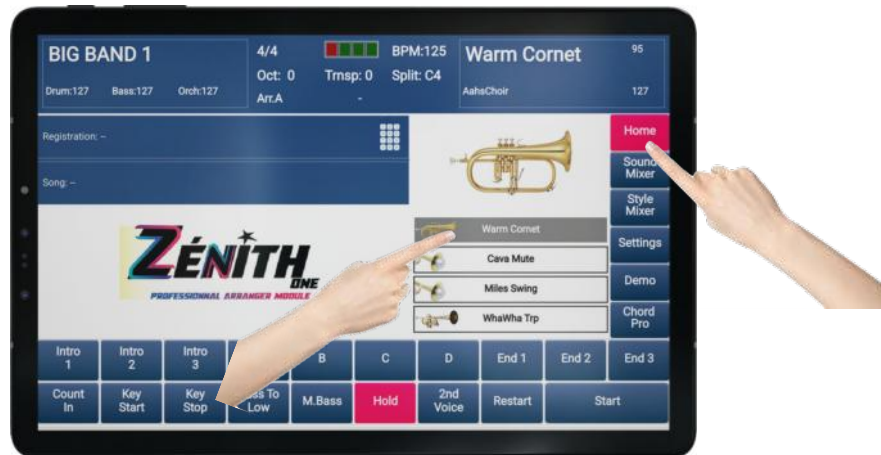 BIG BAND 1
Drum:127 Bass:127 Orch:127
4/4 BPM:125
Oct: 0 Trnsp: 0 Split: C4
Arr.A -
Warm Cornet 95
AahsChoir 127
Registration: –
Song: –
Home
Sound
Mixer
Style
Mixer
Settings
Demo
Chord
Pro
Warm Cornet
Cava Mute
Miles Swing
WhaWha Trp
ZÉNITH
ONE
PROFESSIONNAL ARRANGER MODULE
Intro
1
Intro
2
Intro
3
B
C
D
End 1
End 2
End 3
Count
In
Key
Start
Key
Stop
To
Low
M.Bass
Hold
2nd
Voice
Restart
Start